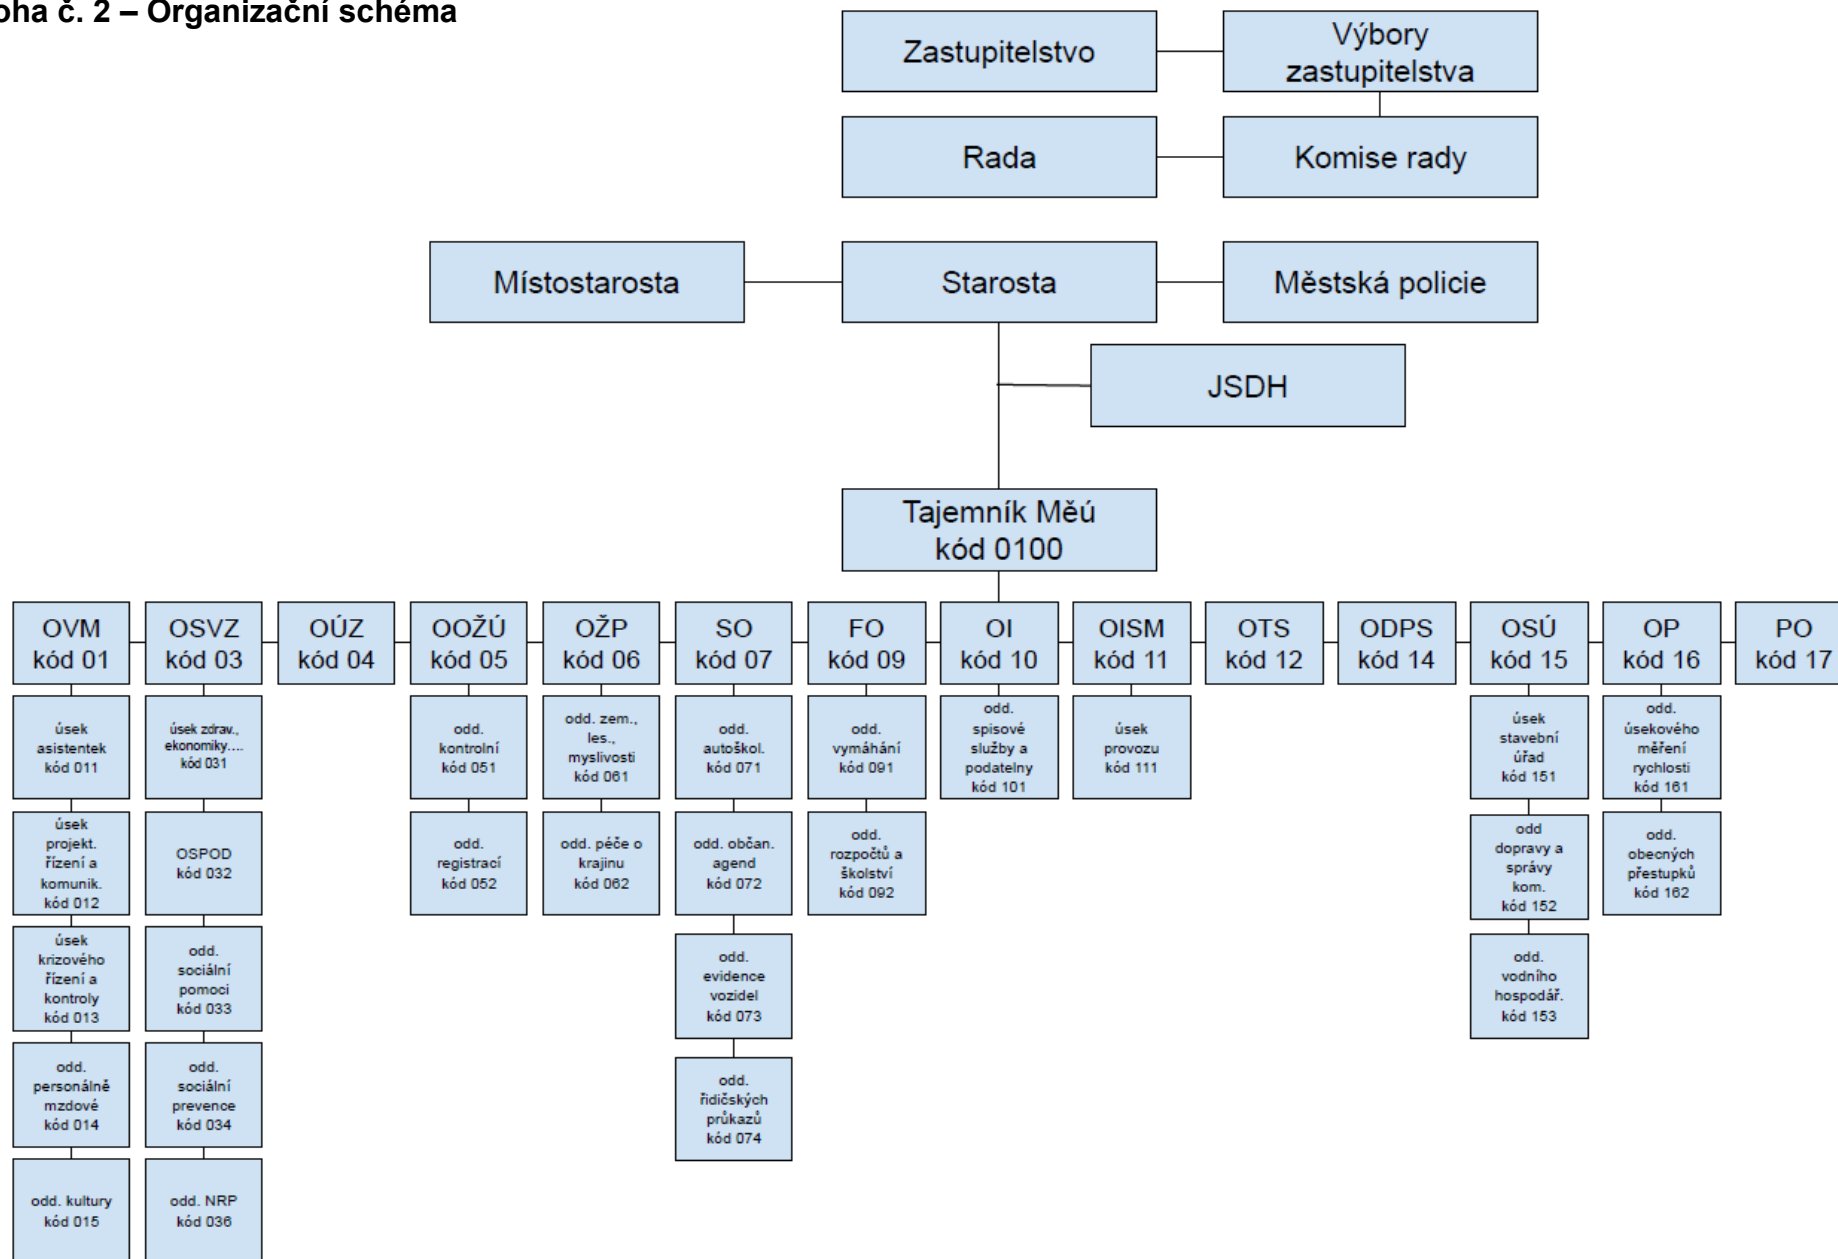 oha č. 2 – Organizační schéma
Zastupitelstvo
Výbory
zastupitelstva
Rada
Komise rady
Místostarosta
Starosta
Městská policie
JSDH
Tajemník Měú
kód 0100
OVM
kód 01
OSVZ
kód 03
OÚZ
kód 04
OOŽÚ
kód 05
OŽP
kód 06
SO
kód 07
FO
kód 09
OI
kód 10
OISM
kód 11
OTS
kód 12
ODPS
kód 14
OSÚ
kód 15
OP
kód 16
PO
kód 17
úsek
asistentek
kód 011
úsek zdrav.,
ekonomiky....
kód 031
odd.
kontrolní
kód 051
odd. zem.,
les.,
myslivosti
kód 061
odd.
autoškol.
kód 071
odd.
vymáhání
kód 091
odd.
spisové
služby a
podatelny
kód 101
úsek
provozu
kód 111
úsek
stavební
úřad
kód 151
odd.
úsekového
měření
rychlosti
kód 161
úsek
projekt.
řízení a
komunik.
kód 012
OSPOD
kód 032
odd.
registrací
kód 052
odd. péče o
krajinu
kód 062
odd. občan.
agend
kód 072
odd.
rozpočtů a
školství
kód 092
odd
dopravy a
správy
kom.
kód 152
odd.
obecných
přestupků
kód 162
úsek
krizového
řízení a
kontroly
kód 013
odd.
sociální
pomoci
kód 033
odd.
evidence
vozidel
kód 073
odd.
vodního
hospodář.
kód 153
odd.
personálně
mzdové
kód 014
odd.
sociální
prevence
kód 034
odd.
řidičských
průkazů
kód 074
odd. kultury
kód 015
odd. NRP
kód 036